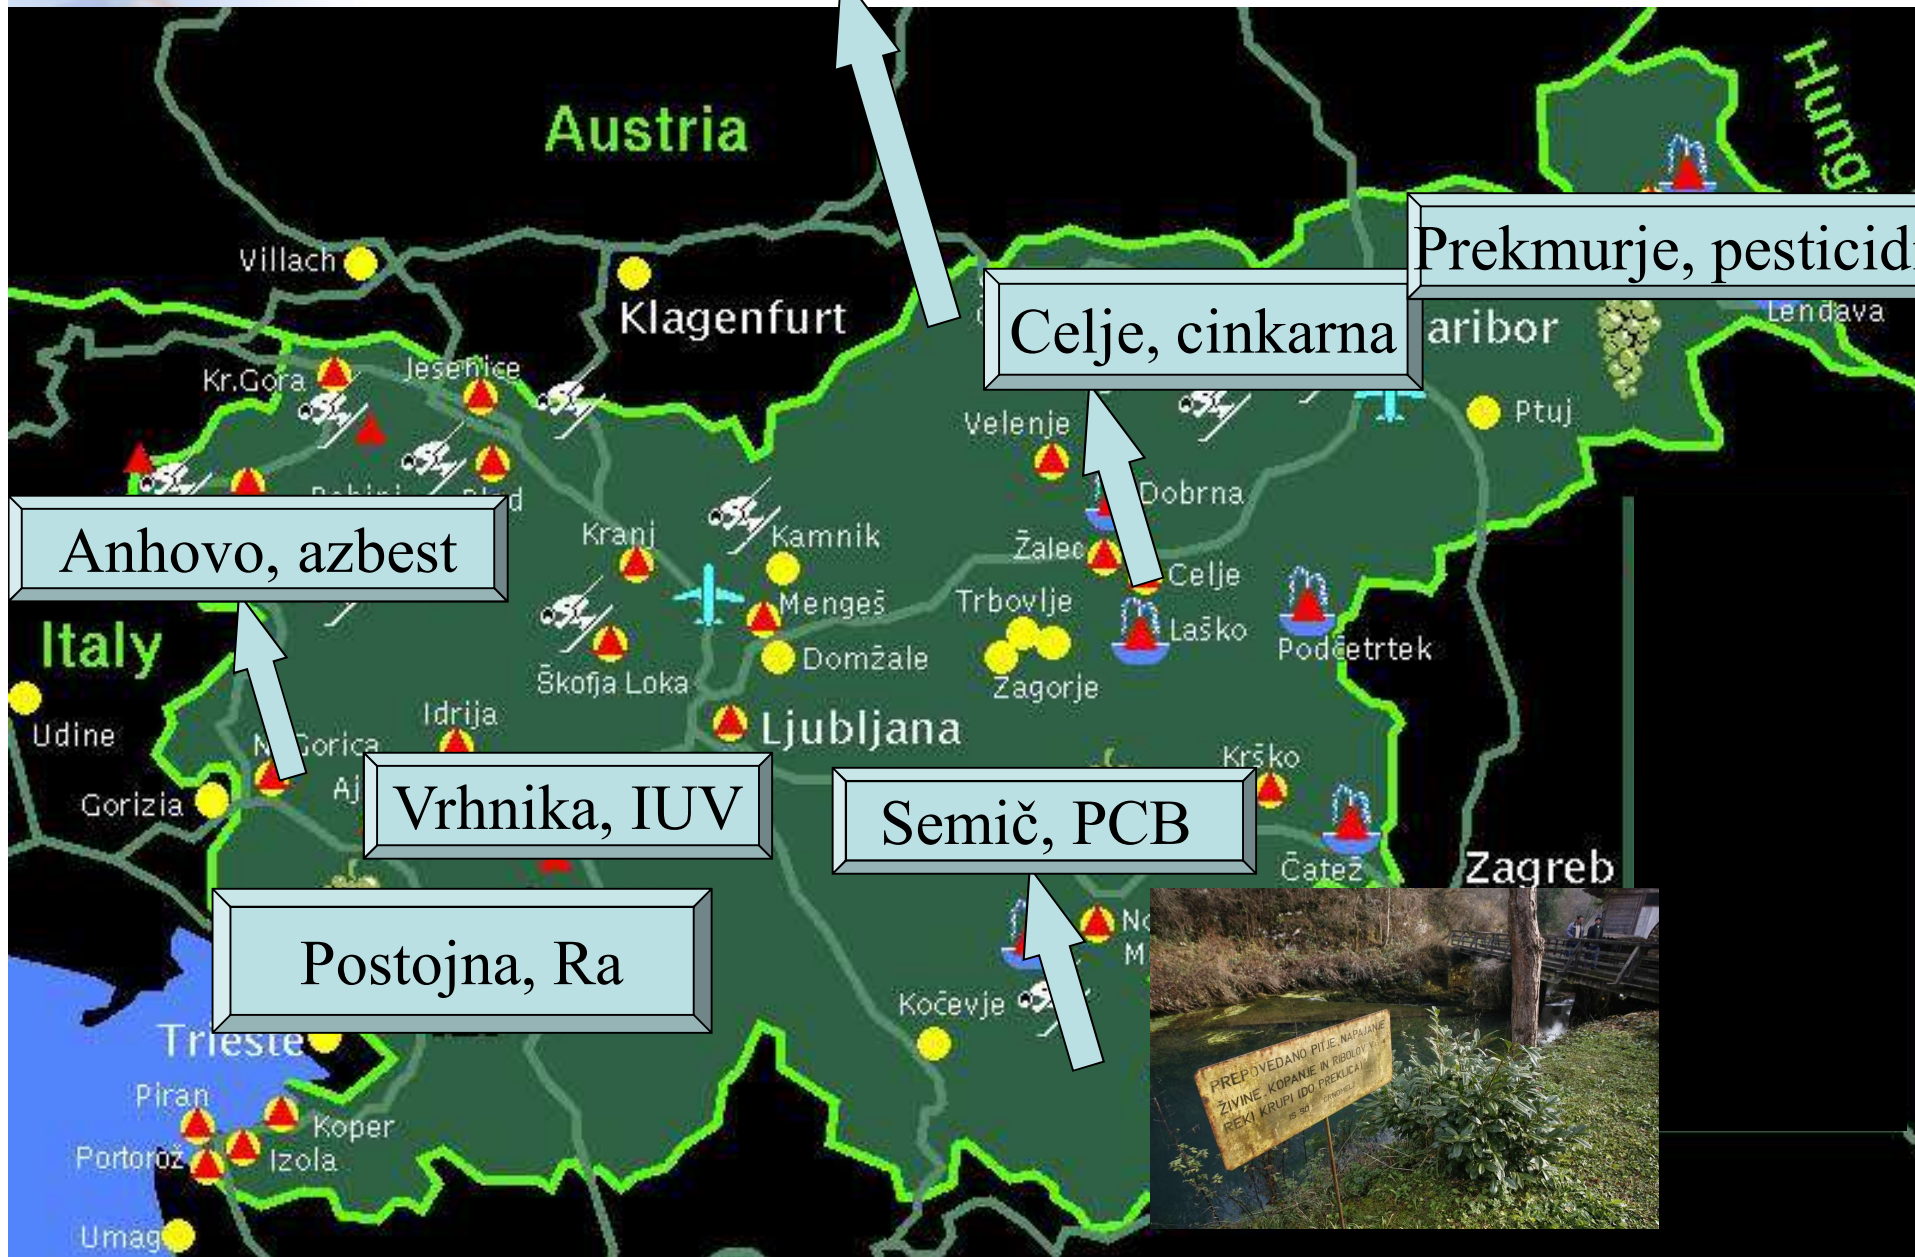 Austria
Hung
Prekmurje, pesticidi
Villach
Klagenfurt
Celje, cinkarna
aribor
Lendava
Kr.Gora
Jesenice
Velenje
Ptuj
Dobrna
Anhovo, azbest
Kranj
Kamnik
Žalec
Celje
Mengeš
Trbovlje
Laško
Italy
Podčetrtek
Domžale
Škofja Loka
Zagorje
Idrija
Ljubljana
Udine
N.Gorica
Krško
Gorizia
Aj
Vrhnika, IUV
Semič, PCB
Čatež
Zagreb
Postojna, Ra
No
M
Kočevje
Trieste
Piran
Koper
Portorož
Izola
Umag
PREPOVEDANO PITJE, NAPAJANJE
ŽIVINE, KOPANJE IN RIBOLOV V
REKI KRUPI (DO PREKLICA)